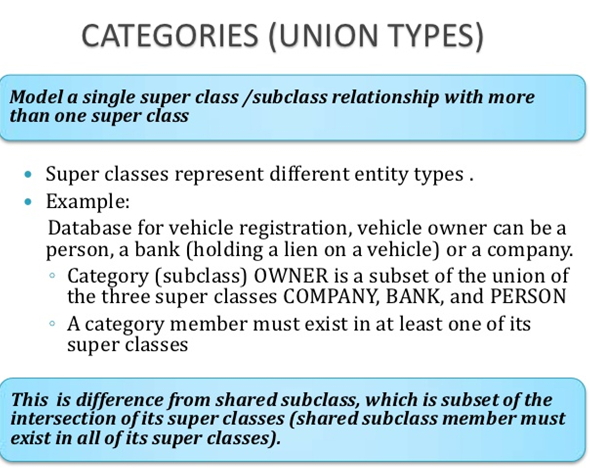 CATEGORIES (UNION TYPES)
Model a single super class /subclass relationship with more
than one super class
• Super classes represent different entity types .
• Example:
Database for vehicle registration, vehicle owner can be a
person, a bank (holding a lien on a vehicle) or a company.
◦ Category (subclass) OWNER is a subset of the union of
the three super classes COMPANY, BANK, and PERSON
◦ A category member must exist in at least one of its
super classes
This is difference from shared subclass, which is subset of the
intersection of its super classes (shared subclass member must
exist in all of its super classes).